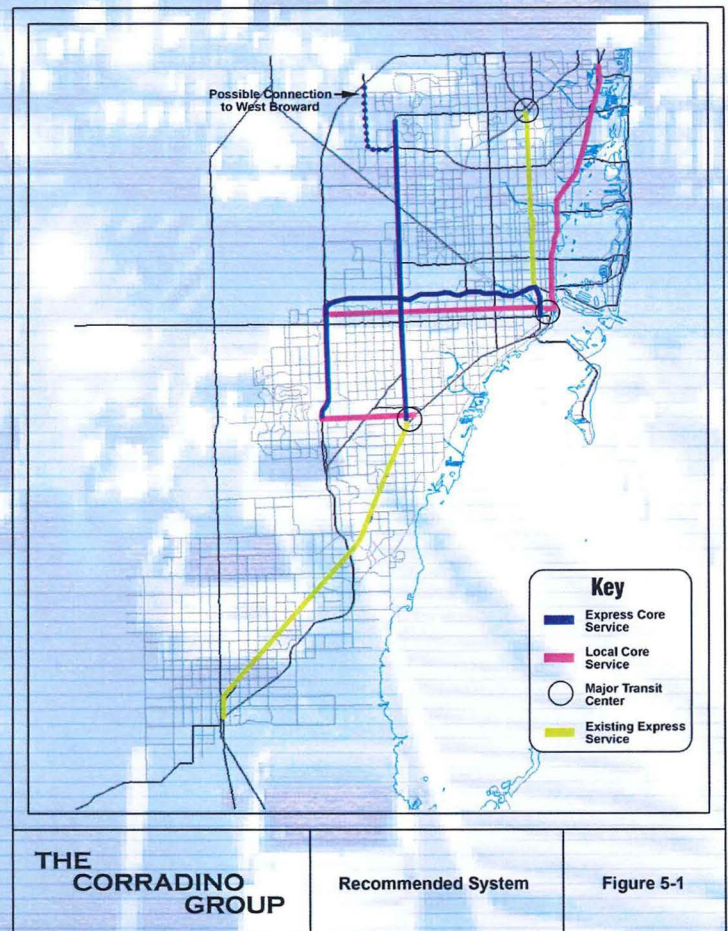 Possible Connection
to West Broward
Key
Express Core
Service
Local Core
Service
Major Transit
Center
Existing Express
Service
THE
CORRADINO
GROUP
Recommended System
Figure 5-1